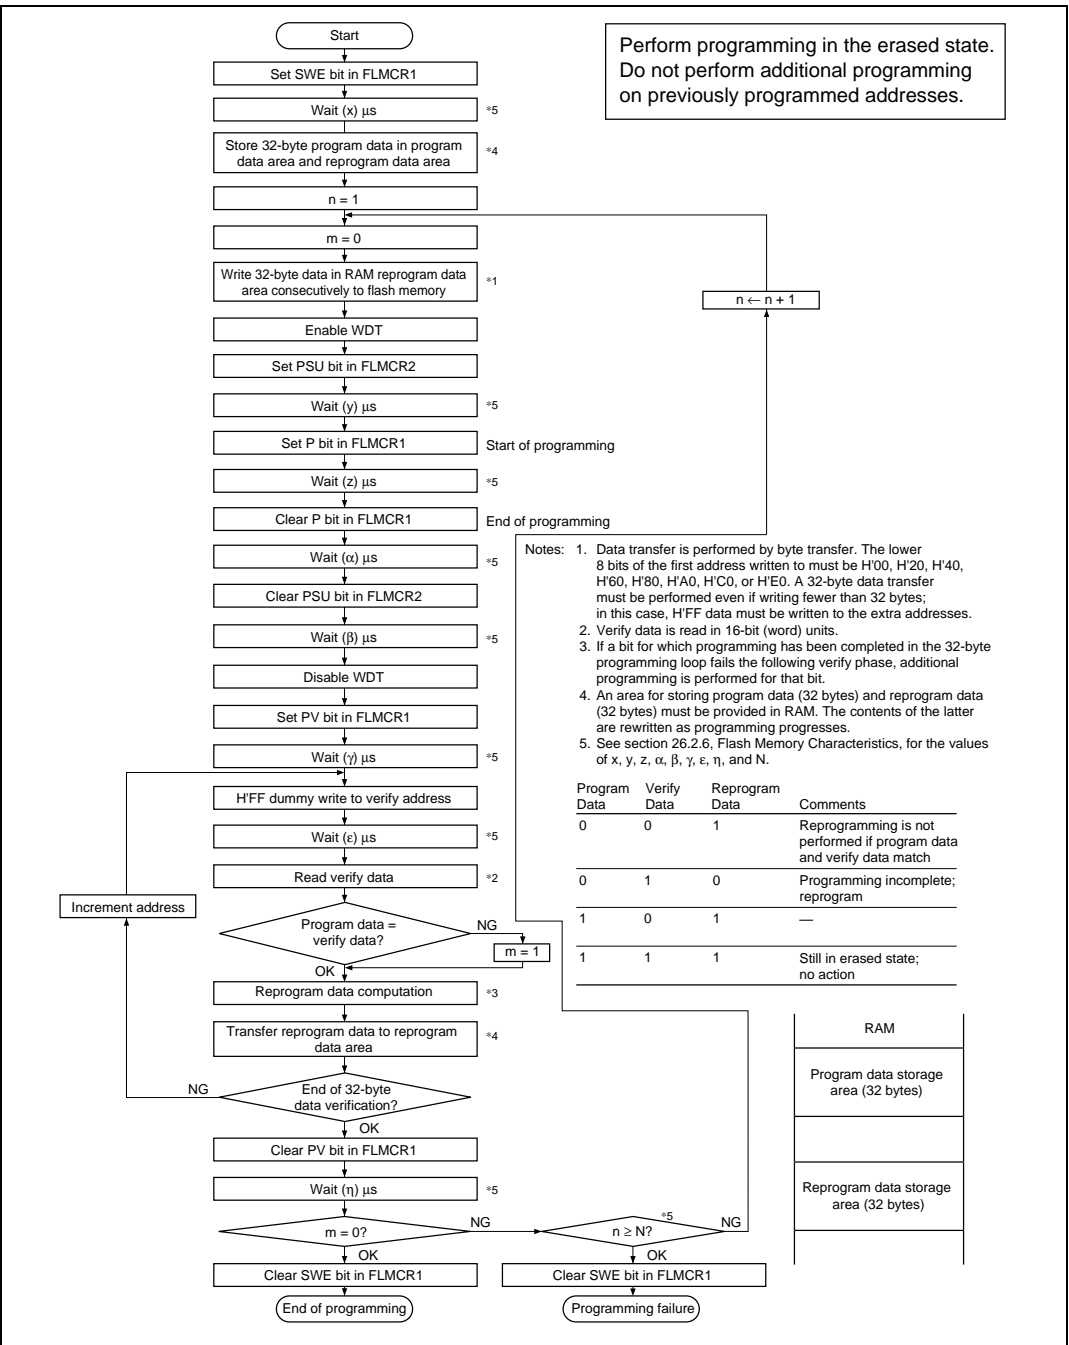 Start
Perform programming in the erased state.
Do not perform additional programming
on previously programmed addresses.
Set SWE bit in FLMCR1
Wait (x) µs
*5
Store 32-byte program data in program
data area and reprogram data area
*4
n = 1
m = 0
Write 32-byte data in RAM reprogram data
area consecutively to flash memory
*1
n ← n + 1
Enable WDT
Set PSU bit in FLMCR2
Wait (y) µs
*5
Set P bit in FLMCR1
Start of programming
Wait (z) µs
*5
Clear P bit in FLMCR1
End of programming
Wait (α) µs
*5
Clear PSU bit in FLMCR2
Wait (β) µs
*5
Disable WDT
Set PV bit in FLMCR1
Wait (γ) µs
*5
H'FF dummy write to verify address
Wait (ε) µs
*5
Read verify data
*2
Increment address
Program data =
verify data?
NG
m = 1
OK
Reprogram data computation
*3
Transfer reprogram data to reprogram
data area
*4
NG
End of 32-byte
data verification?
OK
Clear PV bit in FLMCR1
Wait (η) µs
*5
m = 0?
NG
*5
n ≥ N?
NG
OK
OK
Clear SWE bit in FLMCR1
Clear SWE bit in FLMCR1
End of programming
Programming failure
Notes: 1. Data transfer is performed by byte transfer. The lower
8 bits of the first address written to must be H'00, H'20, H'40,
H'60, H'80, H'A0, H'C0, or H'E0. A 32-byte data transfer
must be performed even if writing fewer than 32 bytes;
in this case, H'FF data must be written to the extra addresses.
2. Verify data is read in 16-bit (word) units.
3. If a bit for which programming has been completed in the 32-byte
programming loop fails the following verify phase, additional
programming is performed for that bit.
4. An area for storing program data (32 bytes) and reprogram data
(32 bytes) must be provided in RAM. The contents of the latter
are rewritten as programming progresses.
5. See section 26.2.6, Flash Memory Characteristics, for the values
of x, y, z, α, β, γ, ε, η, and N.
Program Verify Reprogram
Data Data Data Comments
0 0 1 Reprogramming is not
performed if program data
and verify data match
0 1 0 Programming incomplete;
reprogram
1 0 1 —
1 1 1 Still in erased state;
no action
RAM
Program data storage
area (32 bytes)
Reprogram data storage
area (32 bytes)